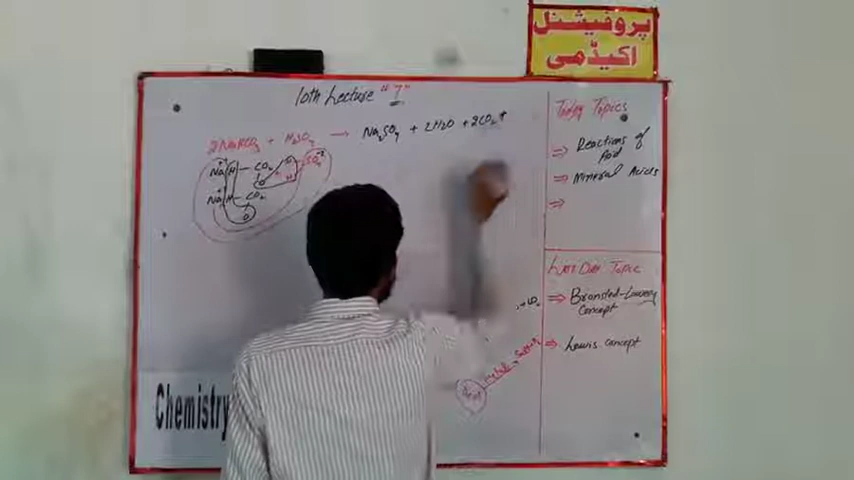 پروفیشنل
اکیڈمی
10th Lecture "7"
2NaHCO₃ + H₂SO₄ → Na₂SO₄ + 2H₂O + 2CO₂↑
Today Topics
⇒ Reactions of
Acid
⇒ Mineral Acids
⇒
Last Day Topic
⇒ Bronsted-Lowery
Concept
⇒ Lewis concept
Chemistry